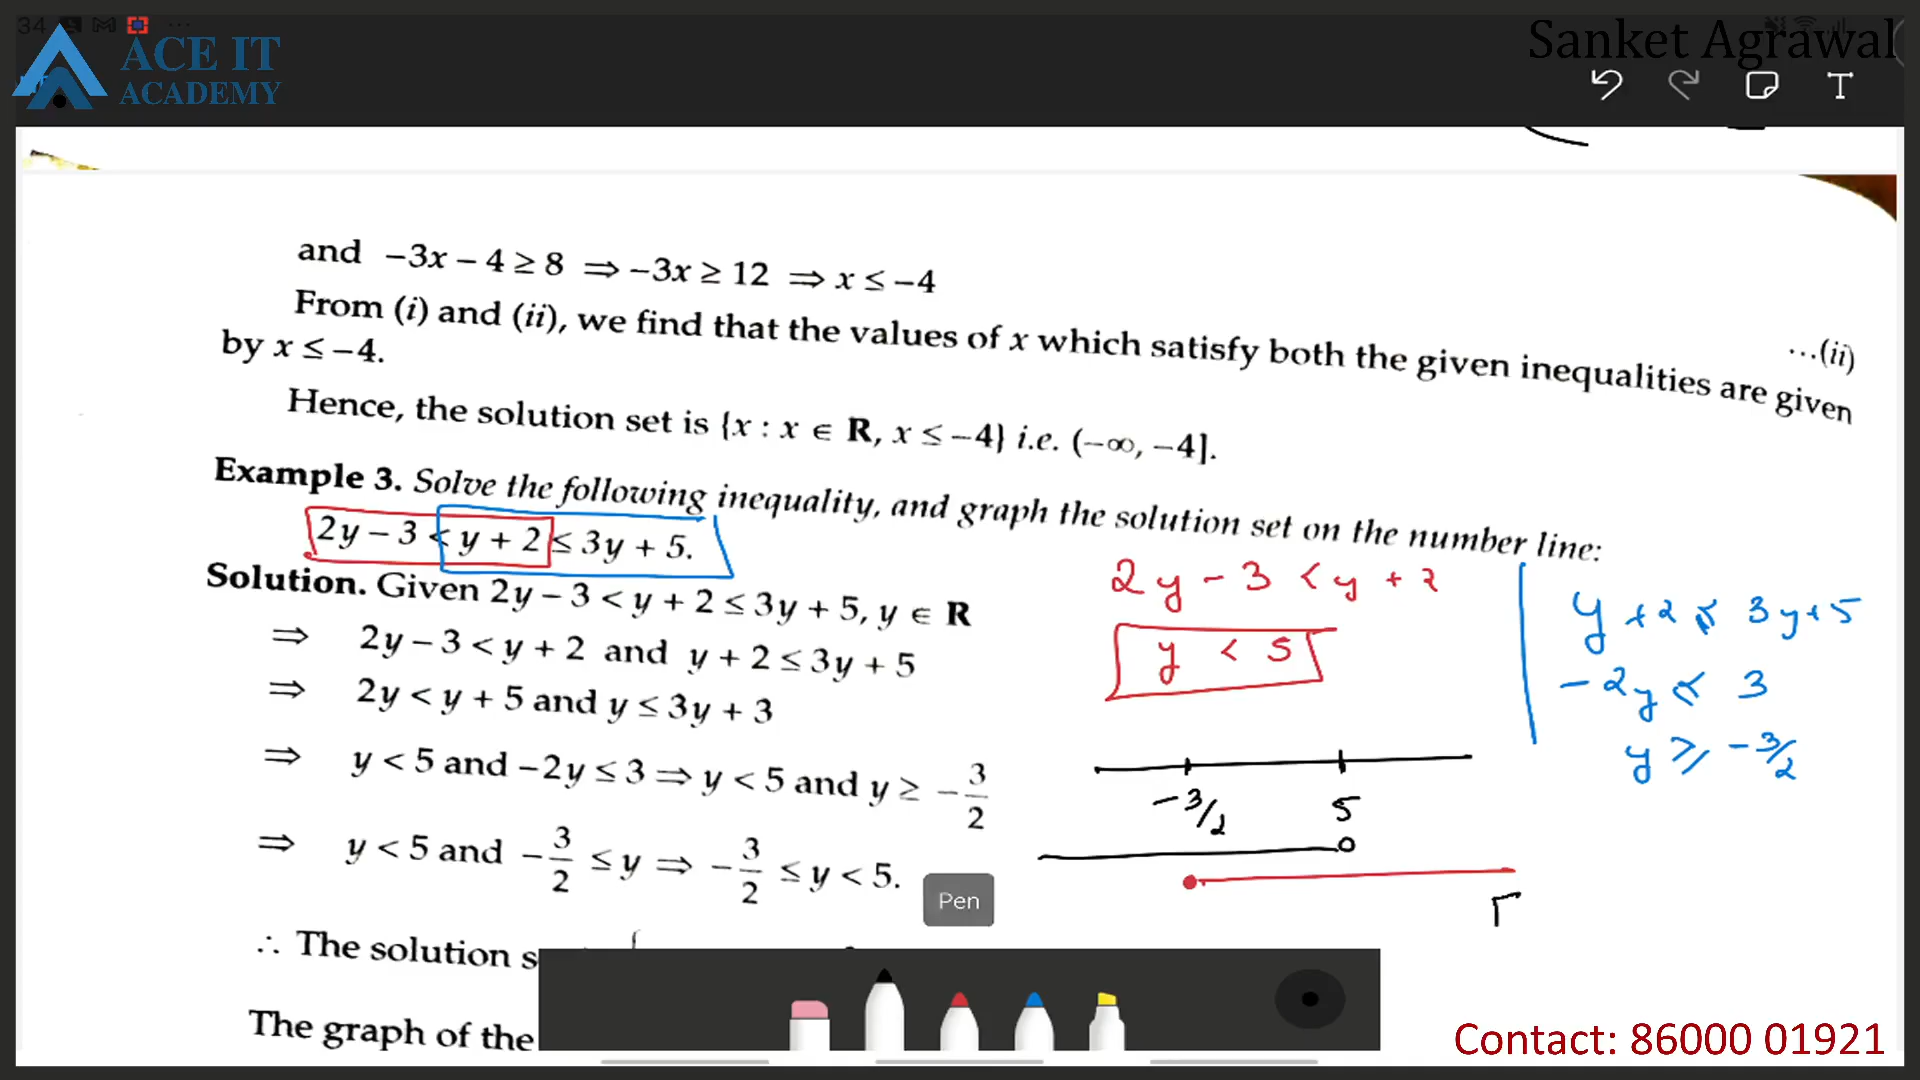 34
ACE IT
ACADEMY
Sanket Agrawal
T
and −3x − 4 ≥ 8 ⇒ −3x ≥ 12 ⇒ x ≤ −4
…(ii)
From (i) and (ii), we find that the values of x which satisfy both the given inequalities are given
by x ≤ −4.
Hence, the solution set is {x : x ∈ R, x ≤ −4} i.e. (−∞, −4].
Example 3. Solve the following inequality, and graph the solution set on the number line:
2y − 3 < y + 2 ≤ 3y + 5.
Solution. Given 2y − 3 < y + 2 ≤ 3y + 5, y ∈ R
⇒ 2y − 3 < y + 2 and y + 2 ≤ 3y + 5
⇒ 2y < y + 5 and y ≤ 3y + 3
⇒ y < 5 and −2y ≤ 3 ⇒ y < 5 and y ≥ −3/2
⇒ y < 5 and −3/2 ≤ y ⇒ −3/2 ≤ y < 5.
∴ The solution s
The graph of the
2y − 3 < y + 2
y < 5
y + 2 ≤ 3y + 5
−2y ≤ 3
y ≥ −3/2
−3/2 5
Pen
Contact: 86000 01921